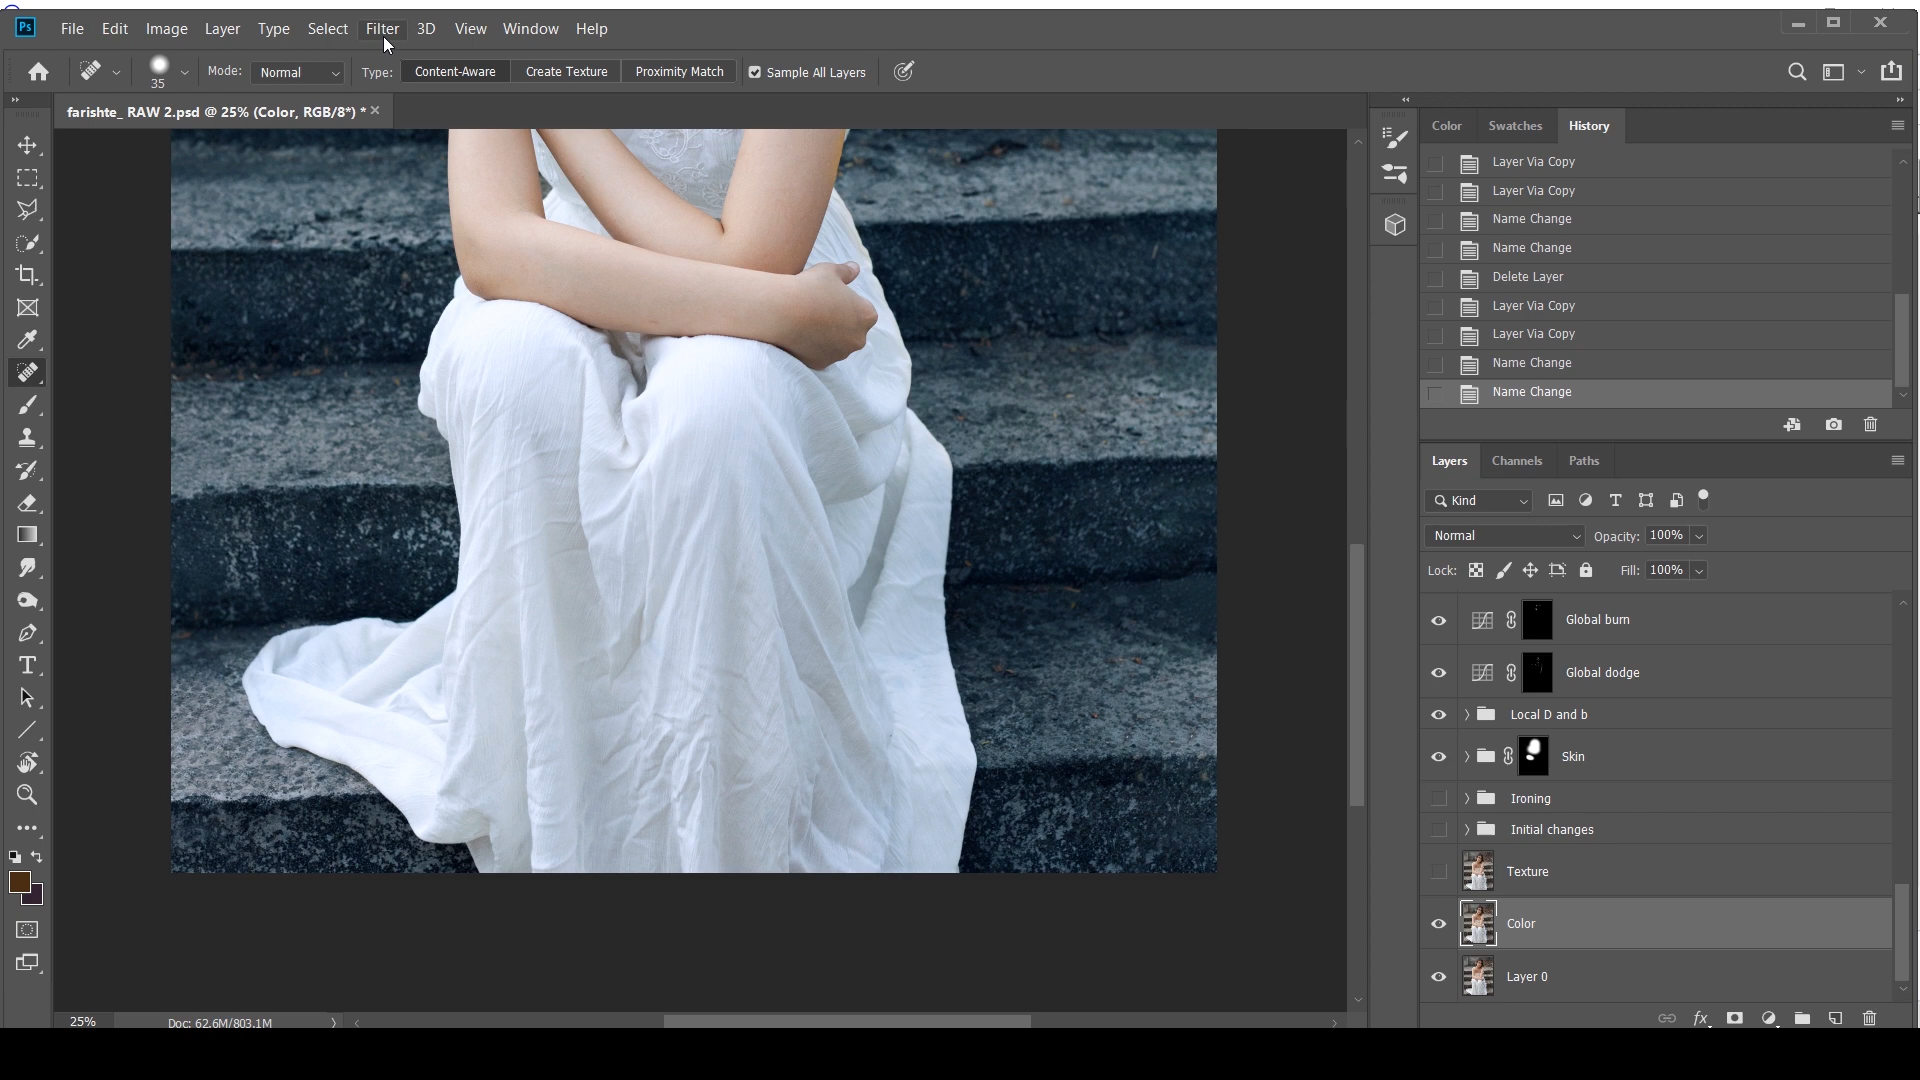 Ps File Edit Image Layer Type Select Filter 3D View Window Help
35 Mode: Normal Type: Content-Aware Create Texture Proximity Match Sample All Layers
farishte_ RAW 2.psd @ 25% (Color, RGB/8*) *
Color Swatches History
Layer Via Copy
Layer Via Copy
Name Change
Name Change
Delete Layer
Layer Via Copy
Layer Via Copy
Name Change
Name Change
Layers Channels Paths
Kind
Normal Opacity: 100%
Lock: Fill: 100%
Global burn
Global dodge
Local D and b
Skin
Ironing
Initial changes
Texture
Color
Layer 0
fx
25% Doc: 62.6M/803.1M